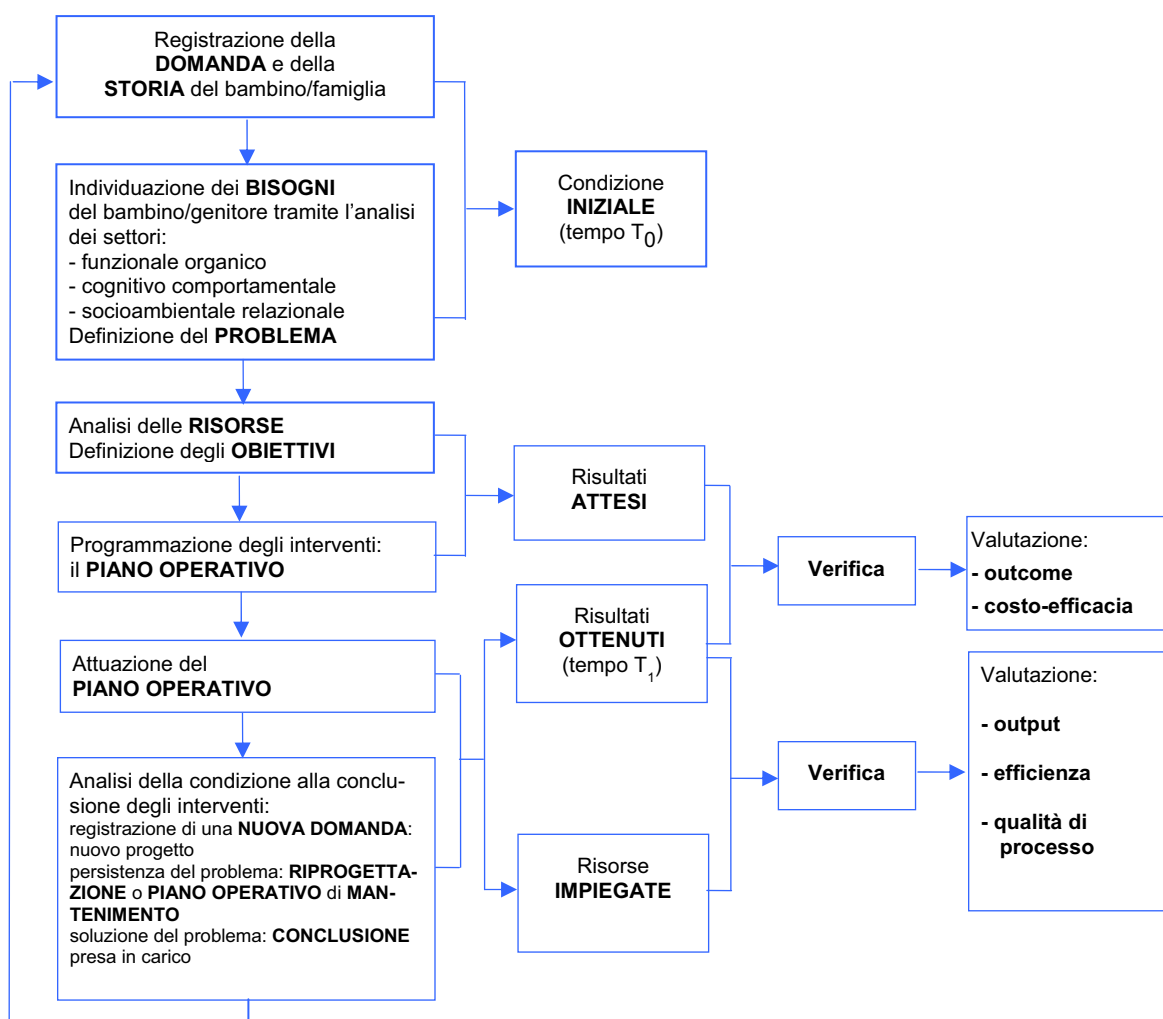 Registrazione della
DOMANDA e della
STORIA del bambino/famiglia
Individuazione dei BISOGNI
del bambino/genitore tramite l'analisi
dei settori:
- funzionale organico
- cognitivo comportamentale
- socioambientale relazionale
Definizione del PROBLEMA
Condizione
INIZIALE
(tempo T0)
Analisi delle RISORSE
Definizione degli OBIETTIVI
Programmazione degli interventi:
il PIANO OPERATIVO
Risultati
ATTESI
Attuazione del
PIANO OPERATIVO
Risultati
OTTENUTI
(tempo T1)
Verifica
Valutazione:
- outcome
- costo-efficacia
Analisi della condizione alla conclu-
sione degli interventi:
registrazione di una NUOVA DOMANDA:
nuovo progetto
persistenza del problema: RIPROGETTA-
ZIONE o PIANO OPERATIVO di MAN-
TENIMENTO
soluzione del problema: CONCLUSIONE
presa in carico
Risorse
IMPIEGATE
Verifica
Valutazione:
- output
- efficienza
- qualità di
processo